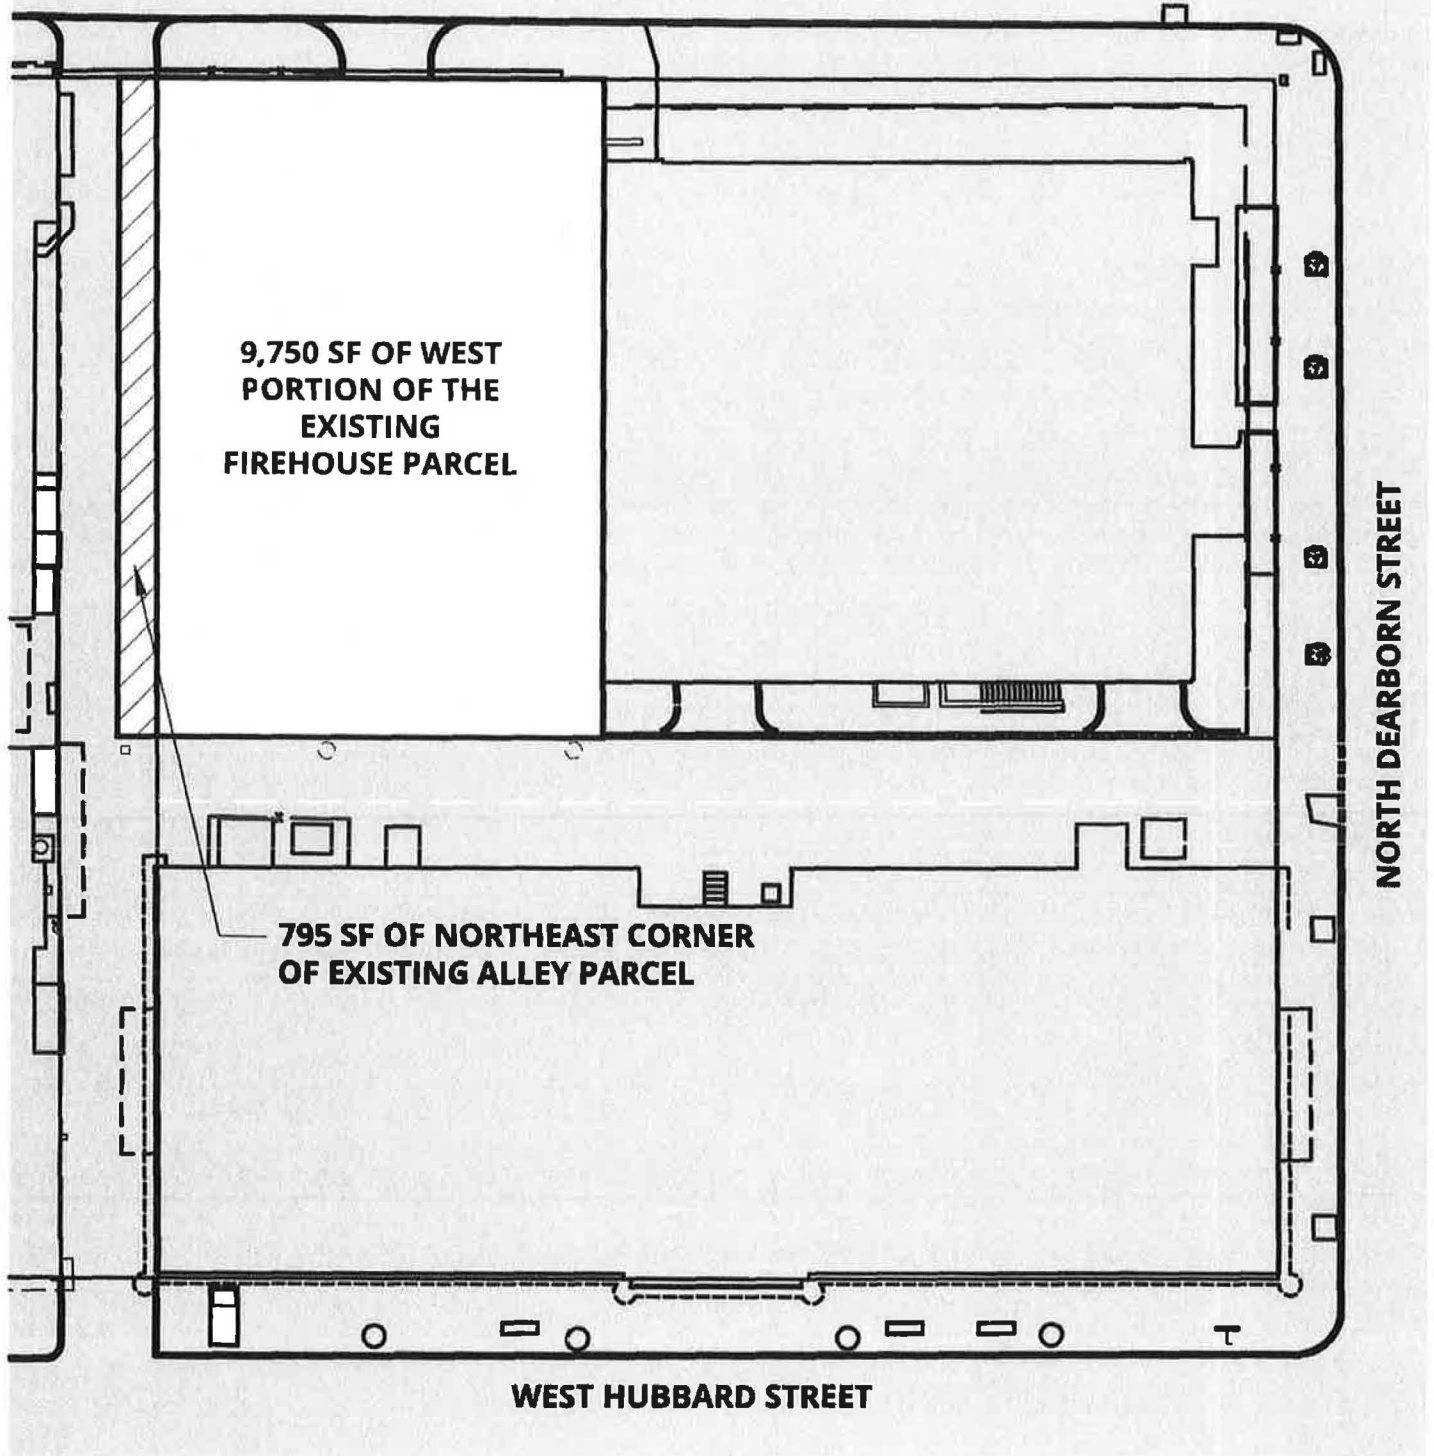 9,750 SF OF WEST
PORTION OF THE
EXISTING
FIREHOUSE PARCEL
NORTH DEARBORN STREET
795 SF OF NORTHEAST CORNER
OF EXISTING ALLEY PARCEL
WEST HUBBARD STREET